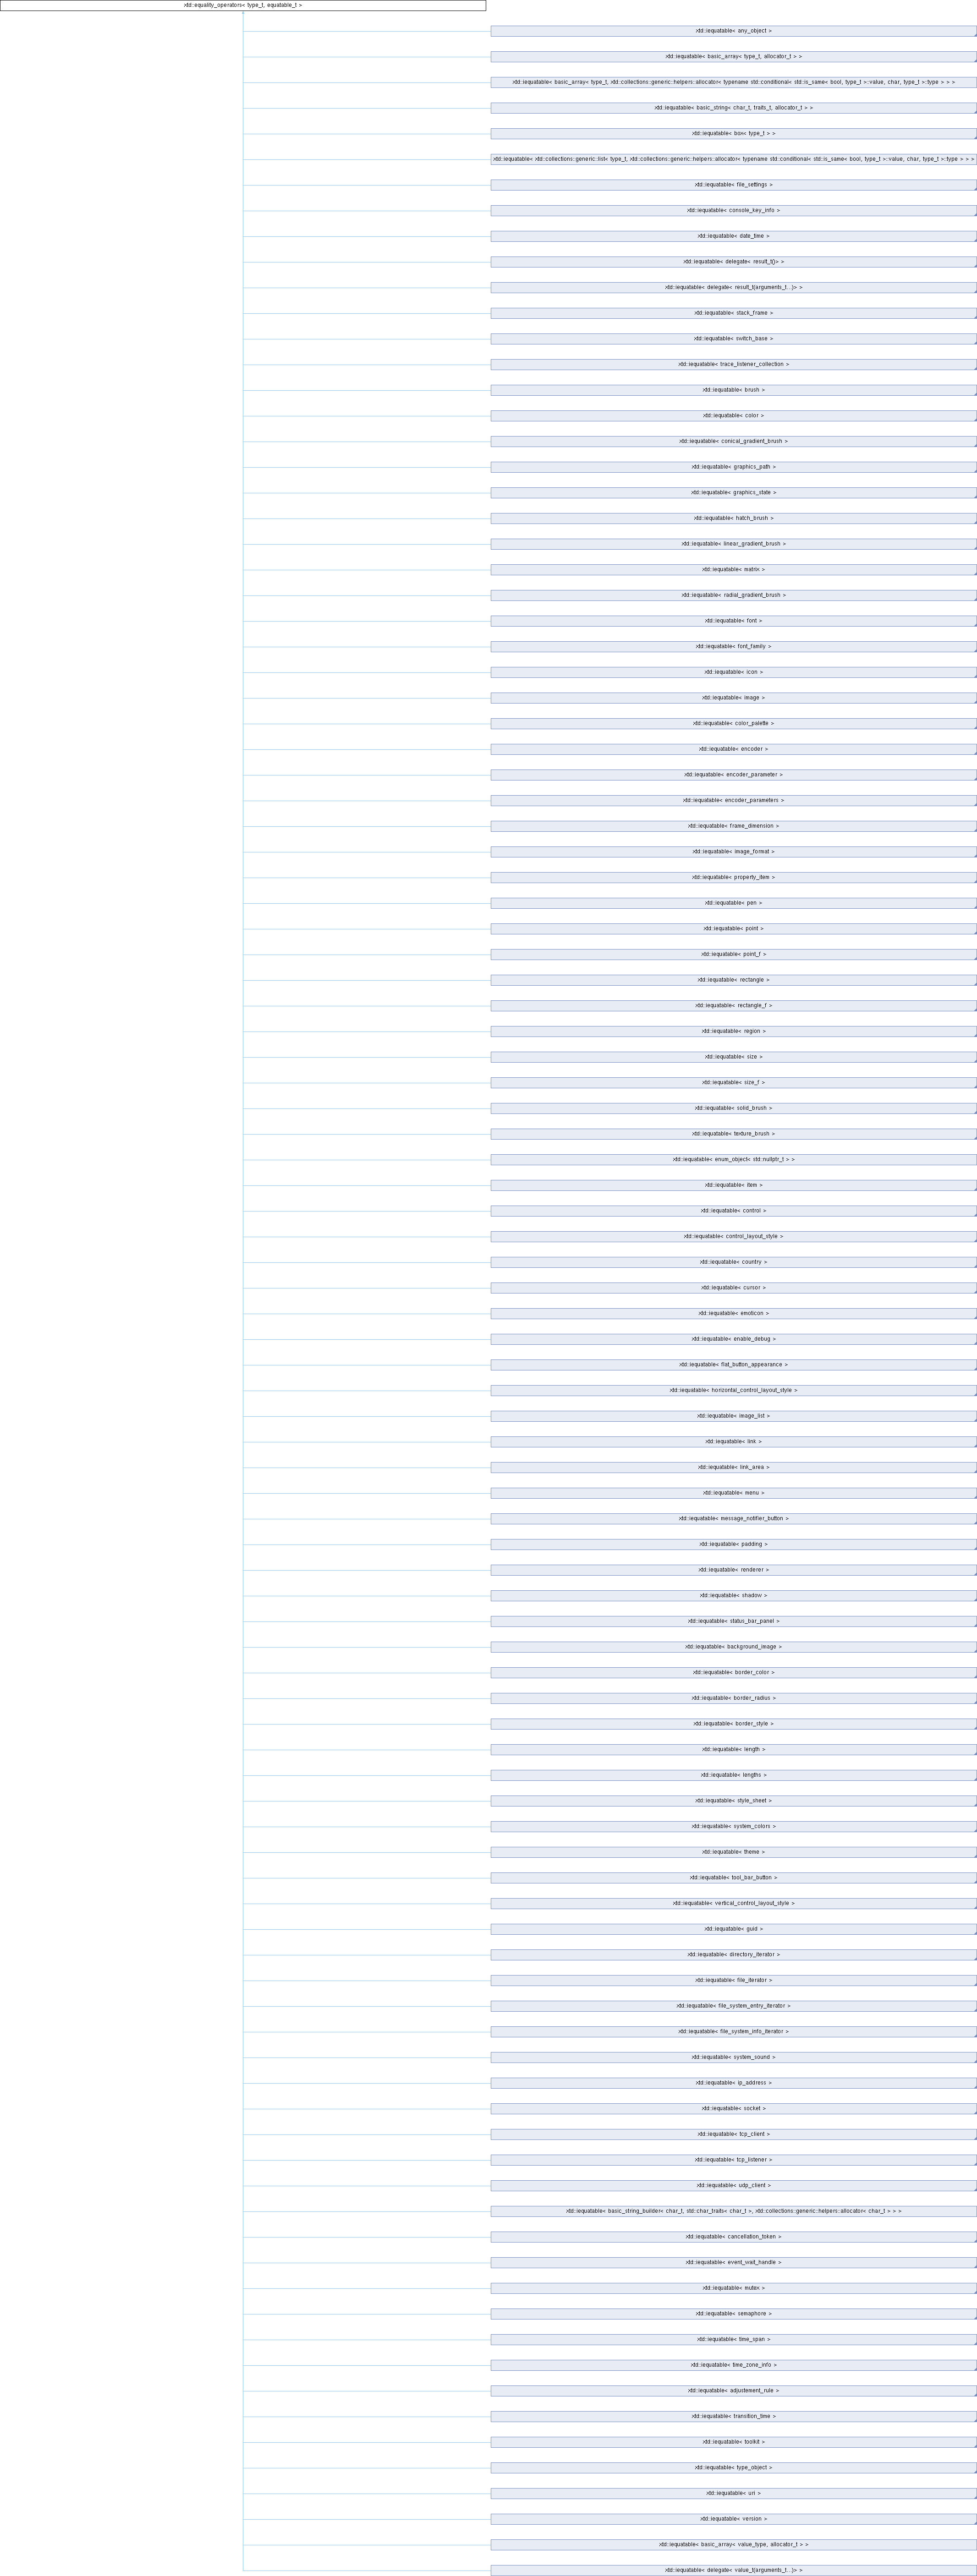 xtd::equality_operators< type_t, equatable_t >
xtd::iequatable< any_object >
xtd::iequatable< basic_array< type_t, allocator_t > >
xtd::iequatable< basic_array< type_t, xtd::collections::generic::helpers::allocator< typename std::conditional< std::is_same< bool, type_t >::value, char, type_t >::type > > >
xtd::iequatable< basic_string< char_t, traits_t, allocator_t > >
xtd::iequatable< box< type_t > >
xtd::iequatable< xtd::collections::generic::list< type_t, xtd::collections::generic::helpers::allocator< typename std::conditional< std::is_same< bool, type_t >::value, char, type_t >::type > > >
xtd::iequatable< file_settings >
xtd::iequatable< console_key_info >
xtd::iequatable< date_time >
xtd::iequatable< delegate< result_t()> >
xtd::iequatable< delegate< result_t(arguments_t...)> >
xtd::iequatable< stack_frame >
xtd::iequatable< switch_base >
xtd::iequatable< trace_listener_collection >
xtd::iequatable< brush >
xtd::iequatable< color >
xtd::iequatable< conical_gradient_brush >
xtd::iequatable< graphics_path >
xtd::iequatable< graphics_state >
xtd::iequatable< hatch_brush >
xtd::iequatable< linear_gradient_brush >
xtd::iequatable< matrix >
xtd::iequatable< radial_gradient_brush >
xtd::iequatable< font >
xtd::iequatable< font_family >
xtd::iequatable< icon >
xtd::iequatable< image >
xtd::iequatable< color_palette >
xtd::iequatable< encoder >
xtd::iequatable< encoder_parameter >
xtd::iequatable< encoder_parameters >
xtd::iequatable< frame_dimension >
xtd::iequatable< image_format >
xtd::iequatable< property_item >
xtd::iequatable< pen >
xtd::iequatable< point >
xtd::iequatable< point_f >
xtd::iequatable< rectangle >
xtd::iequatable< rectangle_f >
xtd::iequatable< region >
xtd::iequatable< size >
xtd::iequatable< size_f >
xtd::iequatable< solid_brush >
xtd::iequatable< texture_brush >
xtd::iequatable< enum_object< std::nullptr_t > >
xtd::iequatable< item >
xtd::iequatable< control >
xtd::iequatable< control_layout_style >
xtd::iequatable< country >
xtd::iequatable< cursor >
xtd::iequatable< emoticon >
xtd::iequatable< enable_debug >
xtd::iequatable< flat_button_appearance >
xtd::iequatable< horizontal_control_layout_style >
xtd::iequatable< image_list >
xtd::iequatable< link >
xtd::iequatable< link_area >
xtd::iequatable< menu >
xtd::iequatable< message_notifier_button >
xtd::iequatable< padding >
xtd::iequatable< renderer >
xtd::iequatable< shadow >
xtd::iequatable< status_bar_panel >
xtd::iequatable< background_image >
xtd::iequatable< border_color >
xtd::iequatable< border_radius >
xtd::iequatable< border_style >
xtd::iequatable< length >
xtd::iequatable< lengths >
xtd::iequatable< style_sheet >
xtd::iequatable< system_colors >
xtd::iequatable< theme >
xtd::iequatable< tool_bar_button >
xtd::iequatable< vertical_control_layout_style >
xtd::iequatable< guid >
xtd::iequatable< directory_iterator >
xtd::iequatable< file_iterator >
xtd::iequatable< file_system_entry_iterator >
xtd::iequatable< file_system_info_iterator >
xtd::iequatable< system_sound >
xtd::iequatable< ip_address >
xtd::iequatable< socket >
xtd::iequatable< tcp_client >
xtd::iequatable< tcp_listener >
xtd::iequatable< udp_client >
xtd::iequatable< basic_string_builder< char_t, std::char_traits< char_t >, xtd::collections::generic::helpers::allocator< char_t > > >
xtd::iequatable< cancellation_token >
xtd::iequatable< event_wait_handle >
xtd::iequatable< mutex >
xtd::iequatable< semaphore >
xtd::iequatable< time_span >
xtd::iequatable< time_zone_info >
xtd::iequatable< adjustement_rule >
xtd::iequatable< transition_time >
xtd::iequatable< toolkit >
xtd::iequatable< type_object >
xtd::iequatable< uri >
xtd::iequatable< version >
xtd::iequatable< basic_array< value_type, allocator_t > >
xtd::iequatable< delegate< value_t(arguments_t...)> >